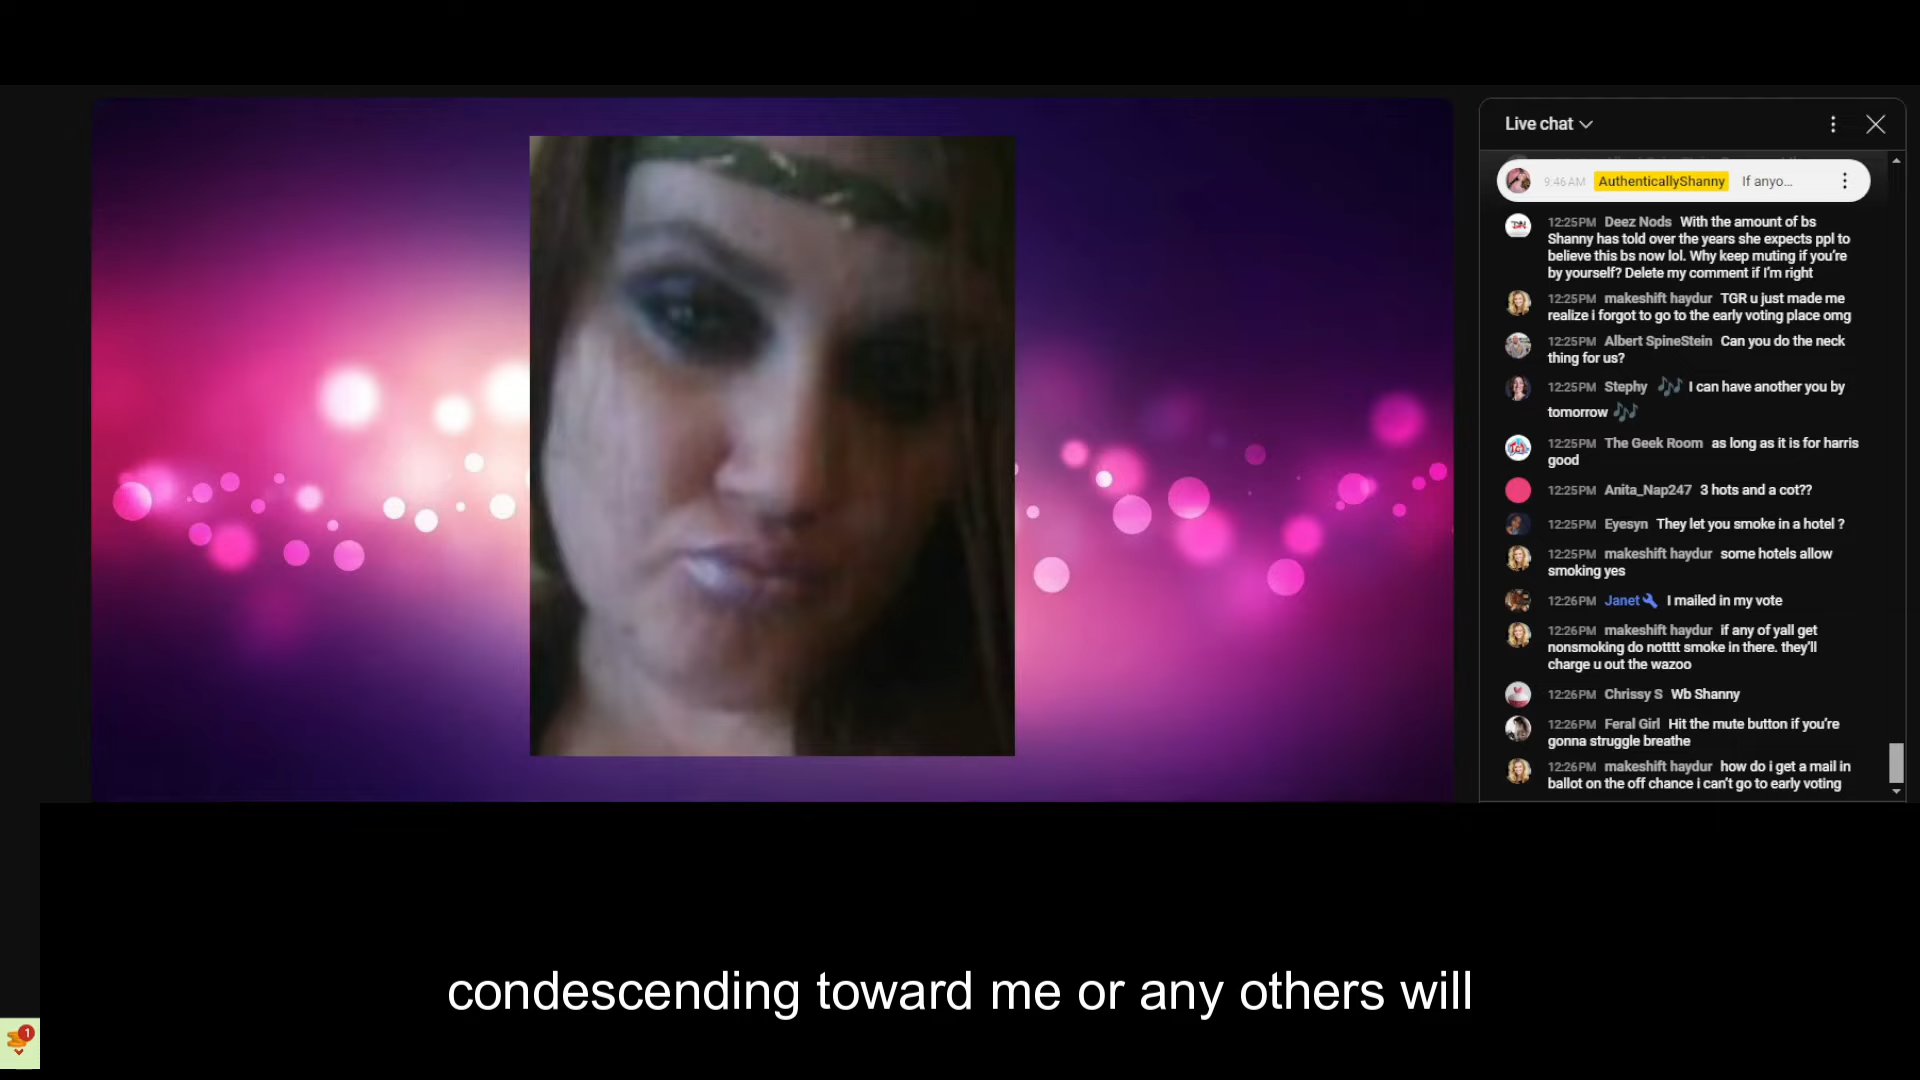 Live chat
9:46 AM AuthenticallyShanny If anyo...
12:25 PM Deez Nods With the amount of bs
Shanny has told over the years she expects ppl to
believe this bs now lol. Why keep muting if you're
by yourself? Delete my comment if I'm right
12:25 PM makeshift haydur TGR u just made me
realize i forgot to go to the early voting place omg
12:25 PM Albert SpineStein Can you do the neck
thing for us?
12:25 PM Stephy 🎶 I can have another you by
tomorrow 🎶
12:25 PM The Geek Room as long as it is for harris
good
12:25 PM Anita_Nap247 3 hots and a cot??
12:25 PM Eyesyn They let you smoke in a hotel ?
12:25 PM makeshift haydur some hotels allow
smoking yes
12:26 PM Janet I mailed in my vote
12:26 PM makeshift haydur if any of yall get
nonsmoking do notttt smoke in there. they'll
charge u out the wazoo
12:26 PM Chrissy S Wb Shanny
12:26 PM Feral Girl Hit the mute button if you're
gonna struggle breathe
12:26 PM makeshift haydur how do i get a mail in
ballot on the off chance i can't go to early voting
condescending toward me or any others will
1